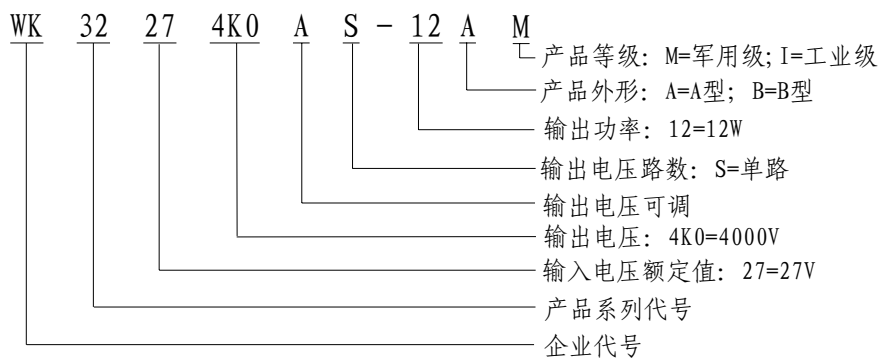 WK 32 27 4K0 A S - 12 A M
产品等级: M=军用级; I=工业级
产品外形: A=A型; B=B型
输出功率: 12=12W
输出电压路数: S=单路
输出电压可调
输出电压: 4K0=4000V
输入电压额定值: 27=27V
产品系列代号
企业代号